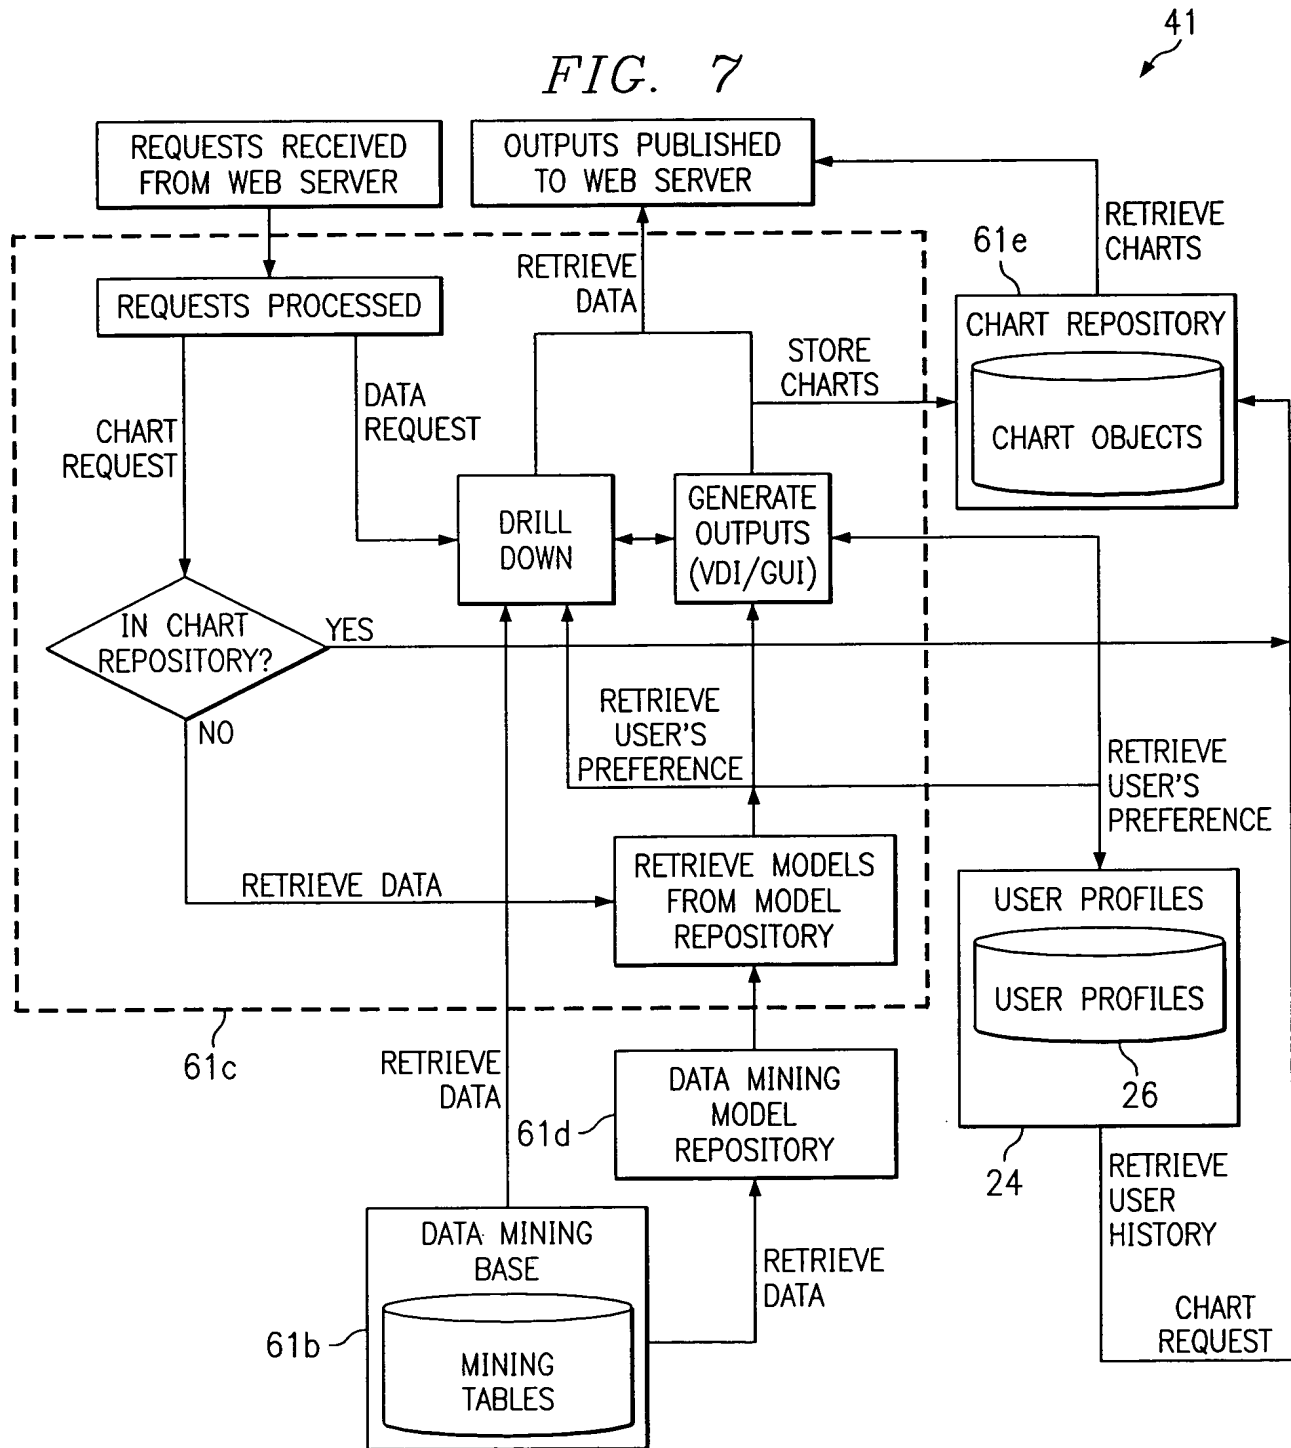 41
FIG. 7
REQUESTS RECEIVED
FROM WEB SERVER
OUTPUTS PUBLISHED
TO WEB SERVER
RETRIEVE
CHARTS
61e
RETRIEVE
DATA
REQUESTS PROCESSED
CHART REPOSITORY
CHART OBJECTS
STORE
CHARTS
CHART
REQUEST
DATA
REQUEST
DRILL
DOWN
GENERATE
OUTPUTS
(VDI/GUI)
IN CHART
REPOSITORY?
YES
NO
RETRIEVE
USER'S
PREFERENCE
RETRIEVE
USER'S
PREFERENCE
RETRIEVE DATA
RETRIEVE MODELS
FROM MODEL
REPOSITORY
USER PROFILES
USER PROFILES
26
24
61c
RETRIEVE
DATA
61d
DATA MINING
MODEL
REPOSITORY
RETRIEVE
USER
HISTORY
DATA MINING
BASE
RETRIEVE
DATA
61b
MINING
TABLES
CHART
REQUEST